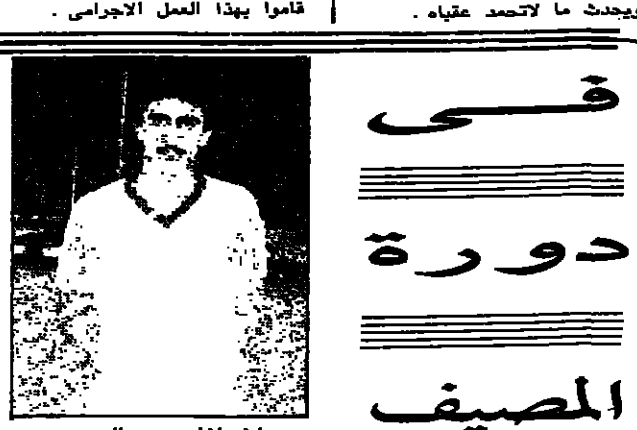 ويحدث ما لاتحمد عقباه .
قاموا بهذا العمل الاجرامى .
فى
دورة
المصيف